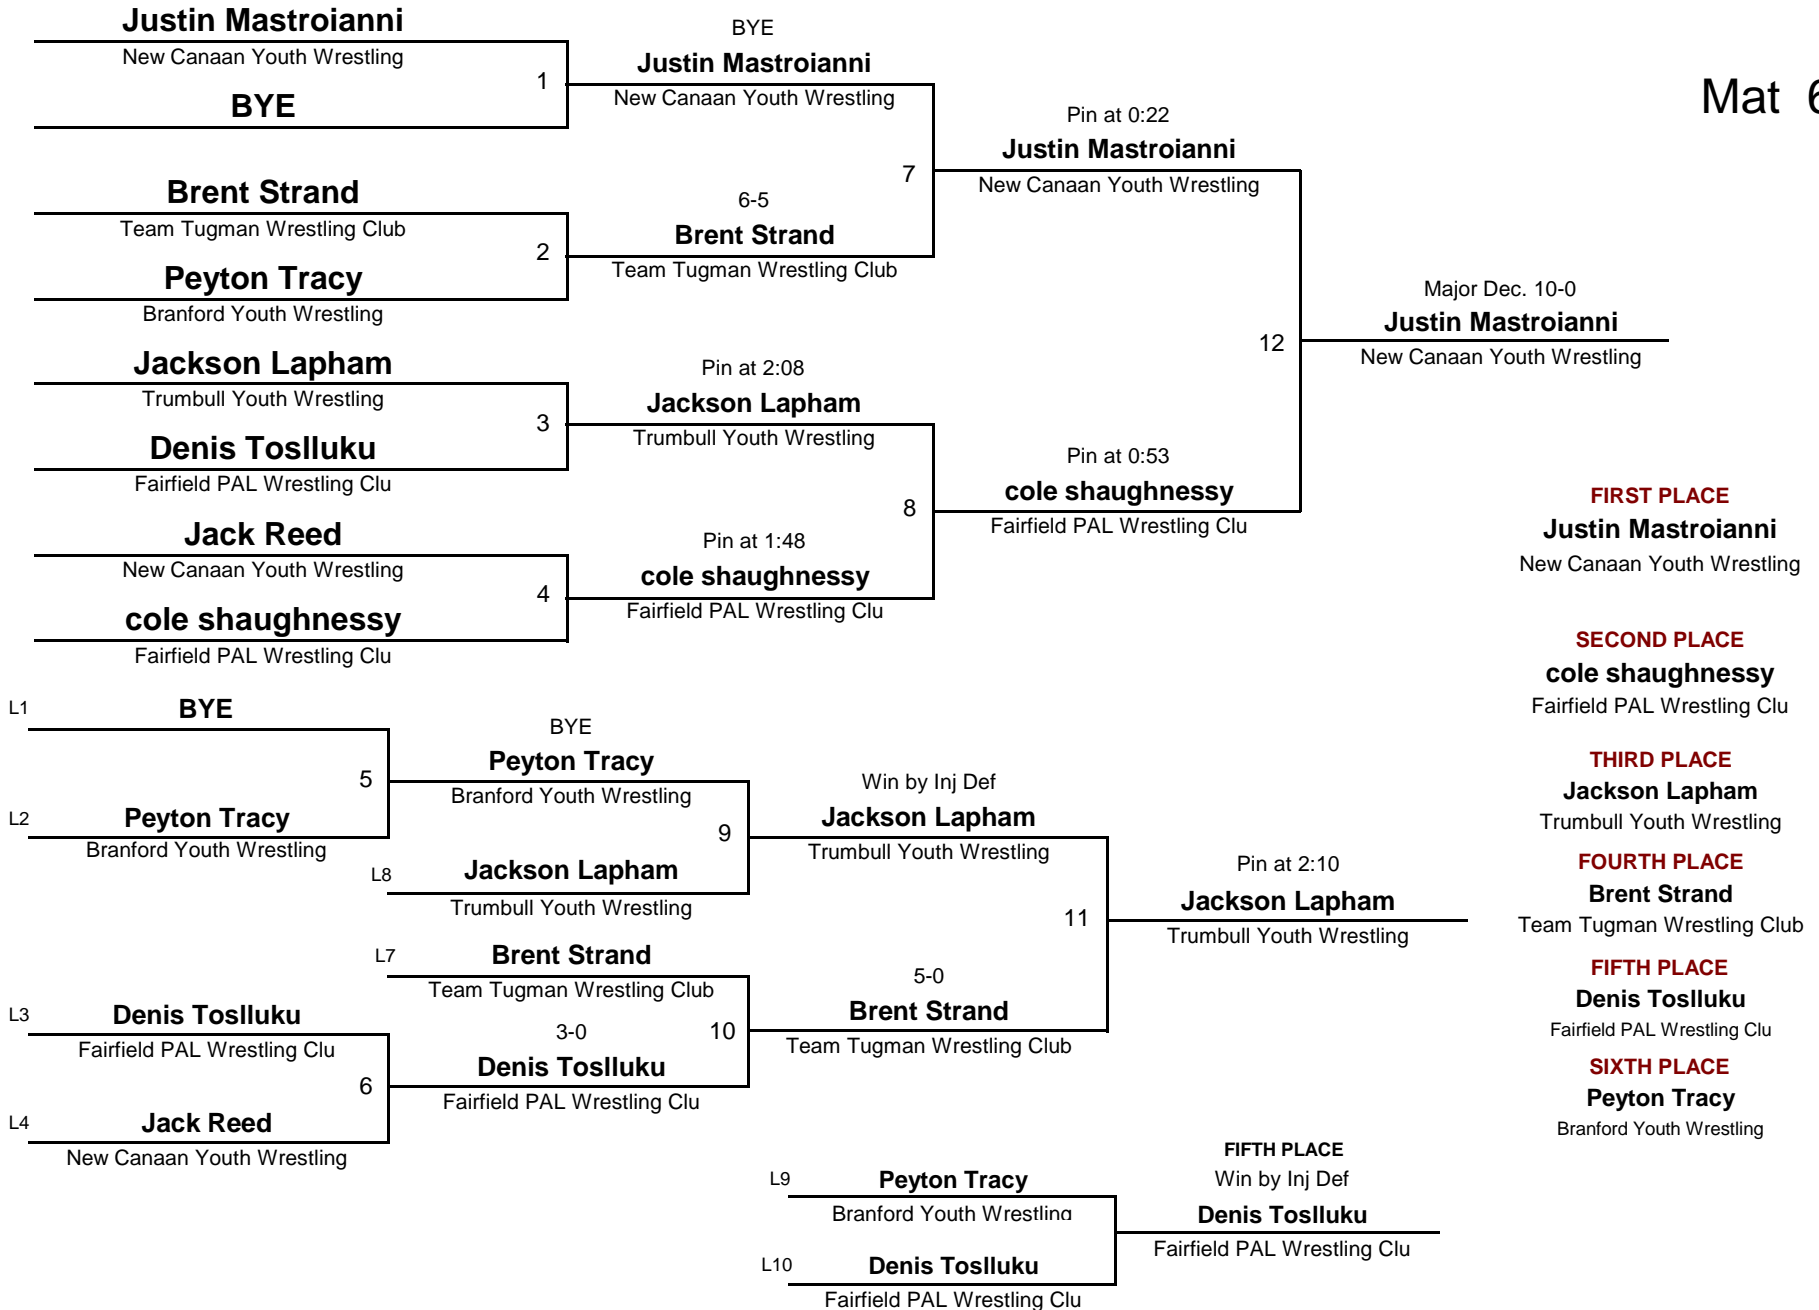 Justin Mastroianni
New Canaan Youth Wrestling
1
BYE
BYE
Justin Mastroianni
New Canaan Youth Wrestling
Mat 6
Brent Strand
Team Tugman Wrestling Club
2
Peyton Tracy
Branford Youth Wrestling
6-5
Brent Strand
Team Tugman Wrestling Club
7
Pin at 0:22
Justin Mastroianni
New Canaan Youth Wrestling
Jackson Lapham
Trumbull Youth Wrestling
3
Denis Toslluku
Fairfield PAL Wrestling Clu
Pin at 2:08
Jackson Lapham
Trumbull Youth Wrestling
Jack Reed
New Canaan Youth Wrestling
4
cole shaughnessy
Fairfield PAL Wrestling Clu
Pin at 1:48
cole shaughnessy
Fairfield PAL Wrestling Clu
8
Pin at 0:53
cole shaughnessy
Fairfield PAL Wrestling Clu
12
Major Dec. 10-0
Justin Mastroianni
New Canaan Youth Wrestling
L1
BYE
5
L2
Peyton Tracy
Branford Youth Wrestling
BYE
Peyton Tracy
Branford Youth Wrestling
9
L8
Jackson Lapham
Trumbull Youth Wrestling
Win by Inj Def
Jackson Lapham
Trumbull Youth Wrestling
L7
Brent Strand
Team Tugman Wrestling Club
L3
Denis Toslluku
Fairfield PAL Wrestling Clu
6
L4
Jack Reed
New Canaan Youth Wrestling
3-0
Denis Toslluku
Fairfield PAL Wrestling Clu
10
5-0
Brent Strand
Team Tugman Wrestling Club
11
Pin at 2:10
Jackson Lapham
Trumbull Youth Wrestling
L9
Peyton Tracy
Branford Youth Wrestling
L10
Denis Toslluku
Fairfield PAL Wrestling Clu
FIFTH PLACE
Win by Inj Def
Denis Toslluku
Fairfield PAL Wrestling Clu
FIRST PLACE
Justin Mastroianni
New Canaan Youth Wrestling
SECOND PLACE
cole shaughnessy
Fairfield PAL Wrestling Clu
THIRD PLACE
Jackson Lapham
Trumbull Youth Wrestling
FOURTH PLACE
Brent Strand
Team Tugman Wrestling Club
FIFTH PLACE
Denis Toslluku
Fairfield PAL Wrestling Clu
SIXTH PLACE
Peyton Tracy
Branford Youth Wrestling